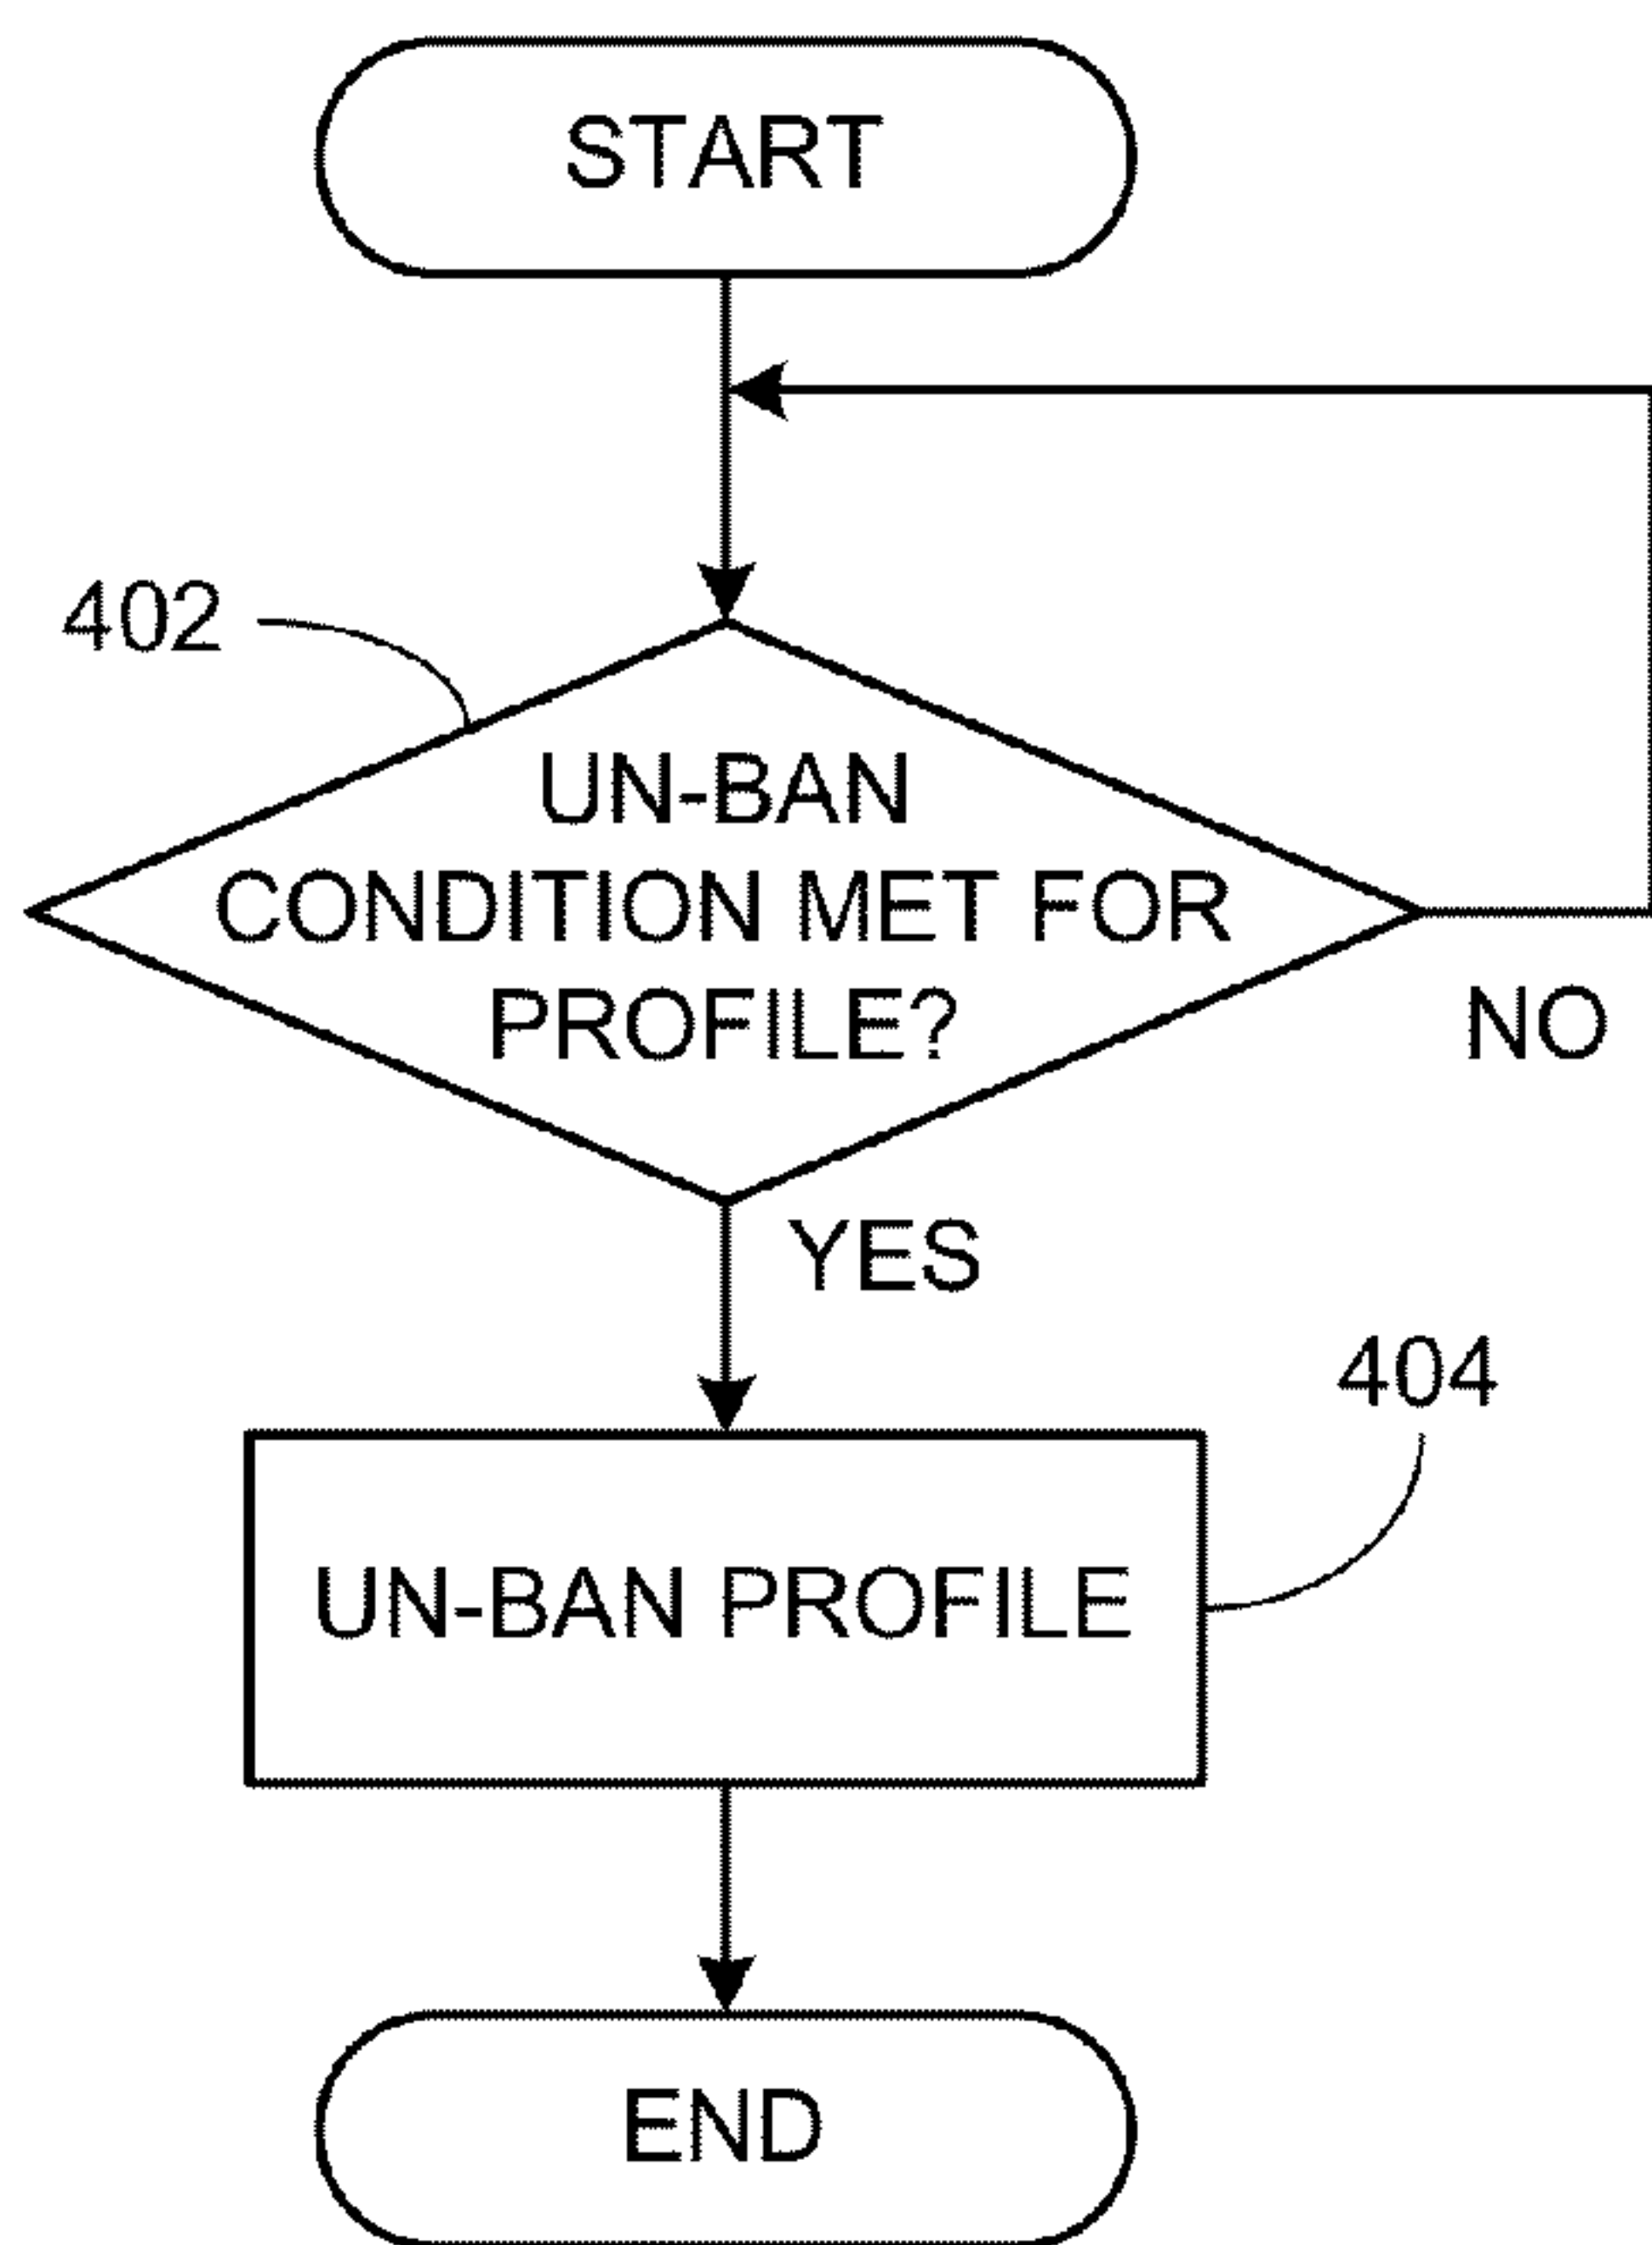 START
402
UN-BAN
CONDITION MET FOR
PROFILE?
NO
YES
404
UN-BAN PROFILE
END